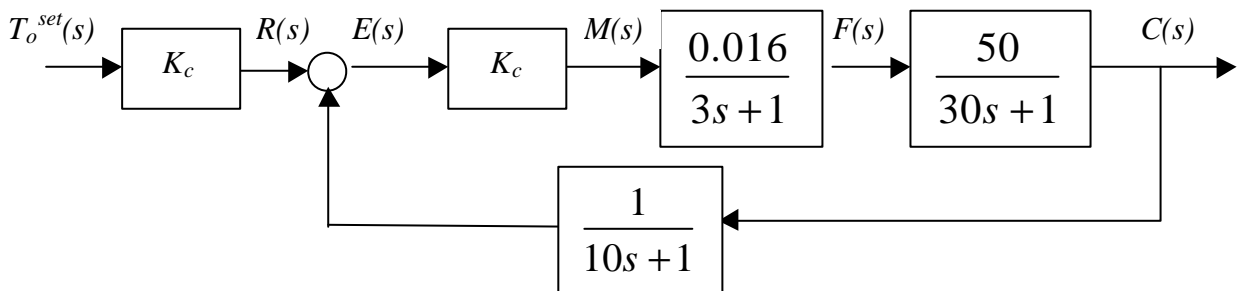 T_o^set(s)
K_c
R(s)
E(s)
K_c
M(s)
0.016
3s + 1
F(s)
50
30s + 1
C(s)
1
10s + 1